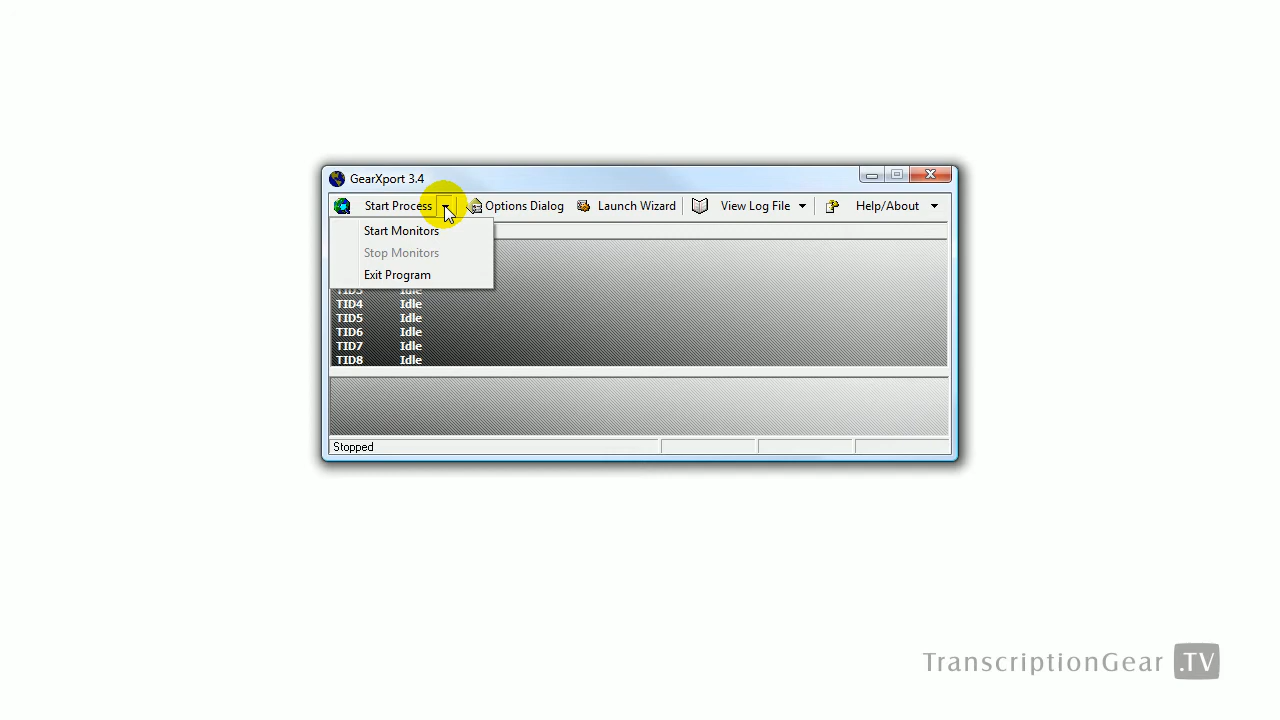 GearXport 3.4
Start Process Options Dialog Launch Wizard View Log File Help/About
Start Monitors
Stop Monitors
Exit Program
TID4 Idle
TID5 Idle
TID6 Idle
TID7 Idle
TID8 Idle
Stopped
TranscriptionGear .TV